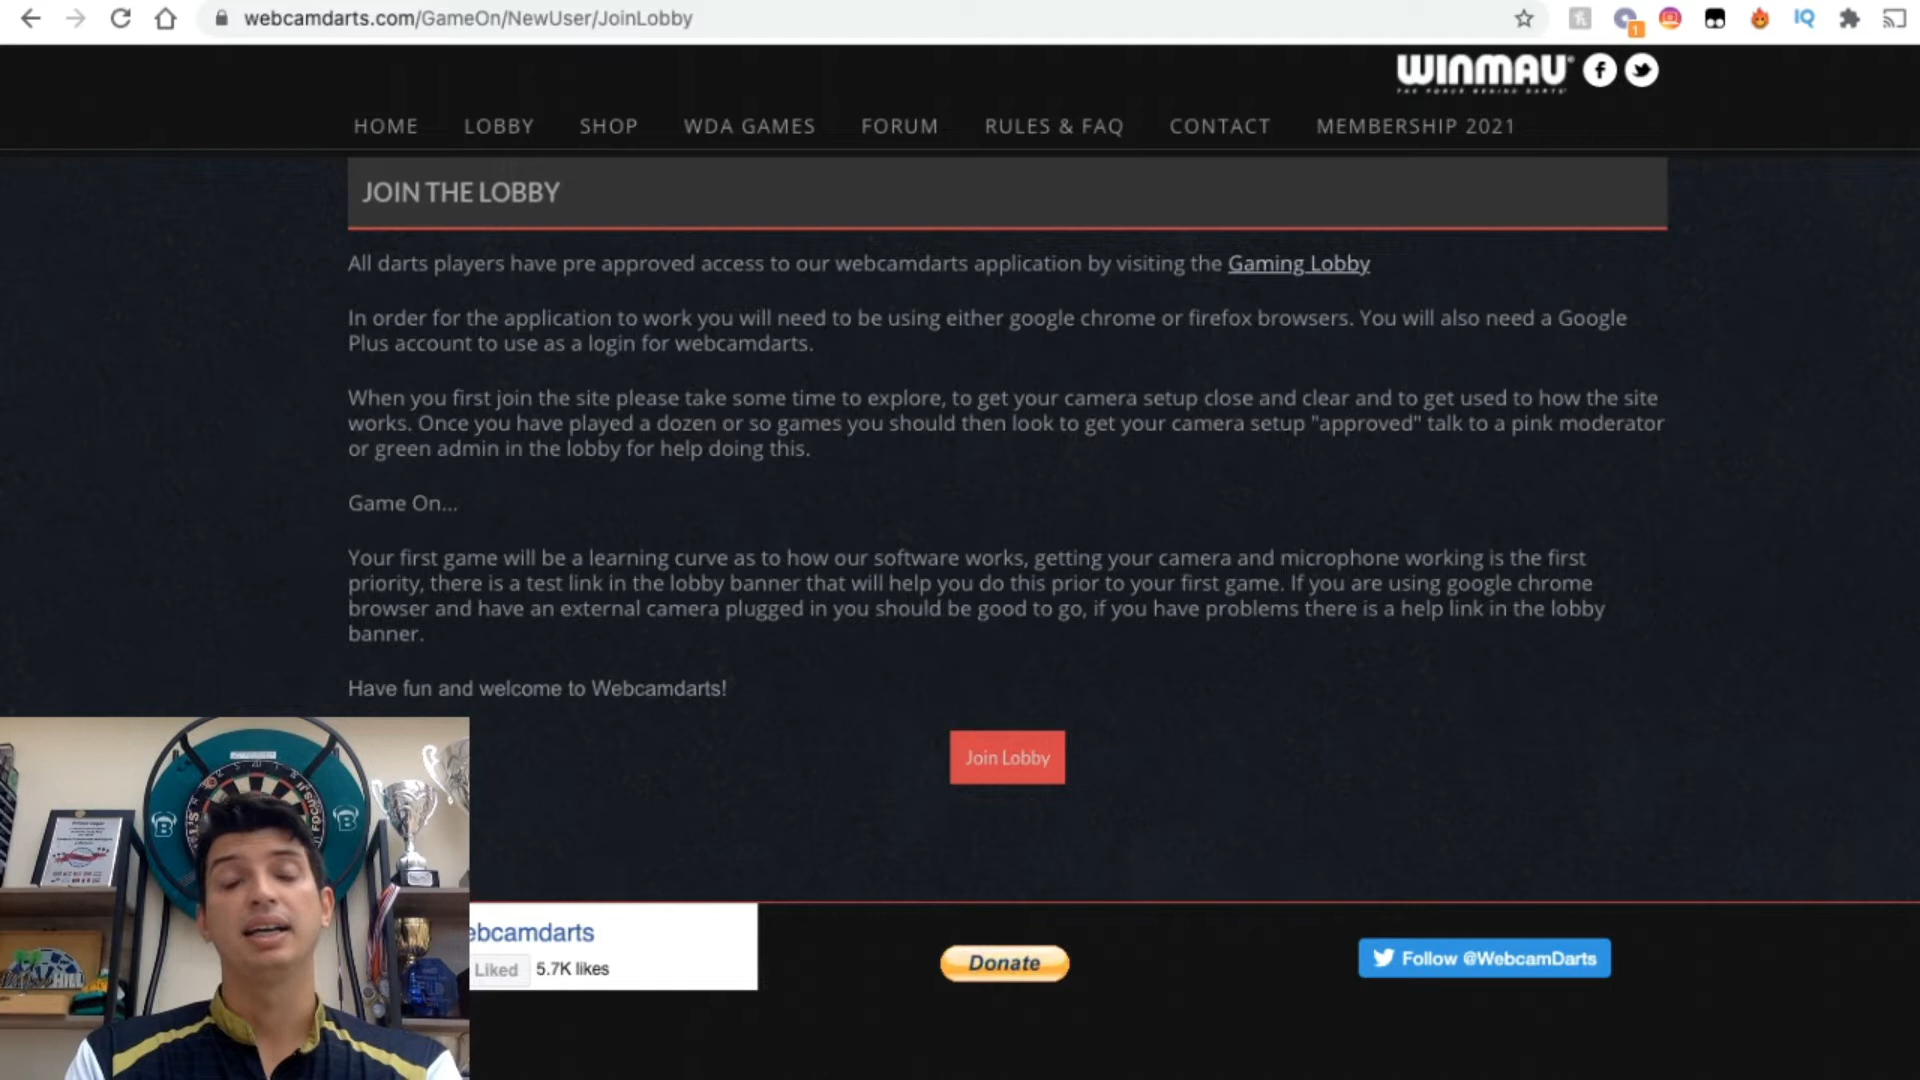 webcamdarts.com/GameOn/NewUser/JoinLobby
1
IQ
WINMAU
THE FORCE BEHIND DARTS
HOME LOBBY SHOP WDA GAMES FORUM RULES & FAQ CONTACT MEMBERSHIP 2021
JOIN THE LOBBY
All darts players have pre approved access to our webcamdarts application by visiting the Gaming Lobby
In order for the application to work you will need to be using either google chrome or firefox browsers. You will also need a Google
Plus account to use as a login for webcamdarts.
When you first join the site please take some time to explore, to get your camera setup close and clear and to get used to how the site
works. Once you have played a dozen or so games you should then look to get your camera setup "approved" talk to a pink moderator
or green admin in the lobby for help doing this.
Game On...
Your first game will be a learning curve as to how our software works, getting your camera and microphone working is the first
priority, there is a test link in the lobby banner that will help you do this prior to your first game. If you are using google chrome
browser and have an external camera plugged in you should be good to go, if you have problems there is a help link in the lobby
banner.
Have fun and welcome to Webcamdarts!
Join Lobby
ebcamdarts
Liked 5.7K likes
Donate
Follow @WebcamDarts